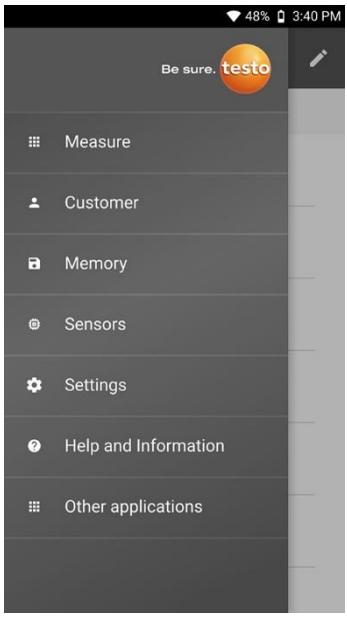 48% 3:40 PM
Be sure. testo
Measure
Customer
Memory
Sensors
Settings
Help and Information
Other applications